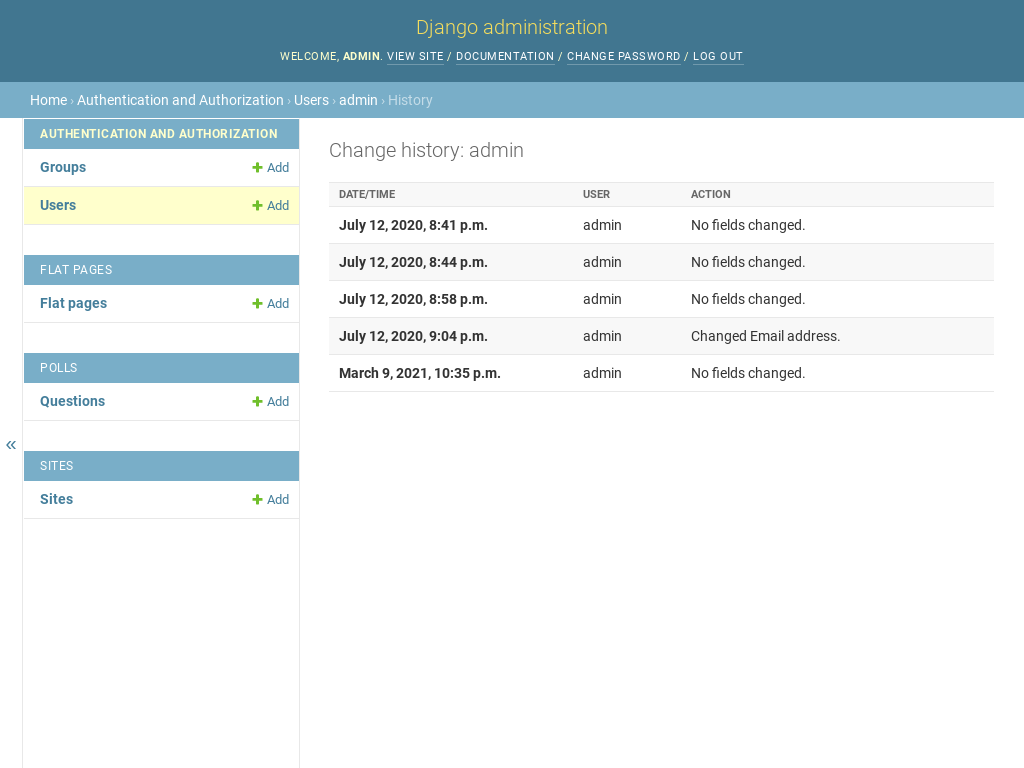 Django administration
WELCOME, ADMIN. VIEW SITE / DOCUMENTATION / CHANGE PASSWORD / LOG OUT
Home › Authentication and Authorization › Users › admin › History
«
AUTHENTICATION AND AUTHORIZATION
Groups Add
Users Add
FLAT PAGES
Flat pages Add
POLLS
Questions Add
SITES
Sites Add
Change history: admin
DATE/TIME USER ACTION
July 12, 2020, 8:41 p.m. admin No fields changed.
July 12, 2020, 8:44 p.m. admin No fields changed.
July 12, 2020, 8:58 p.m. admin No fields changed.
July 12, 2020, 9:04 p.m. admin Changed Email address.
March 9, 2021, 10:35 p.m. admin No fields changed.